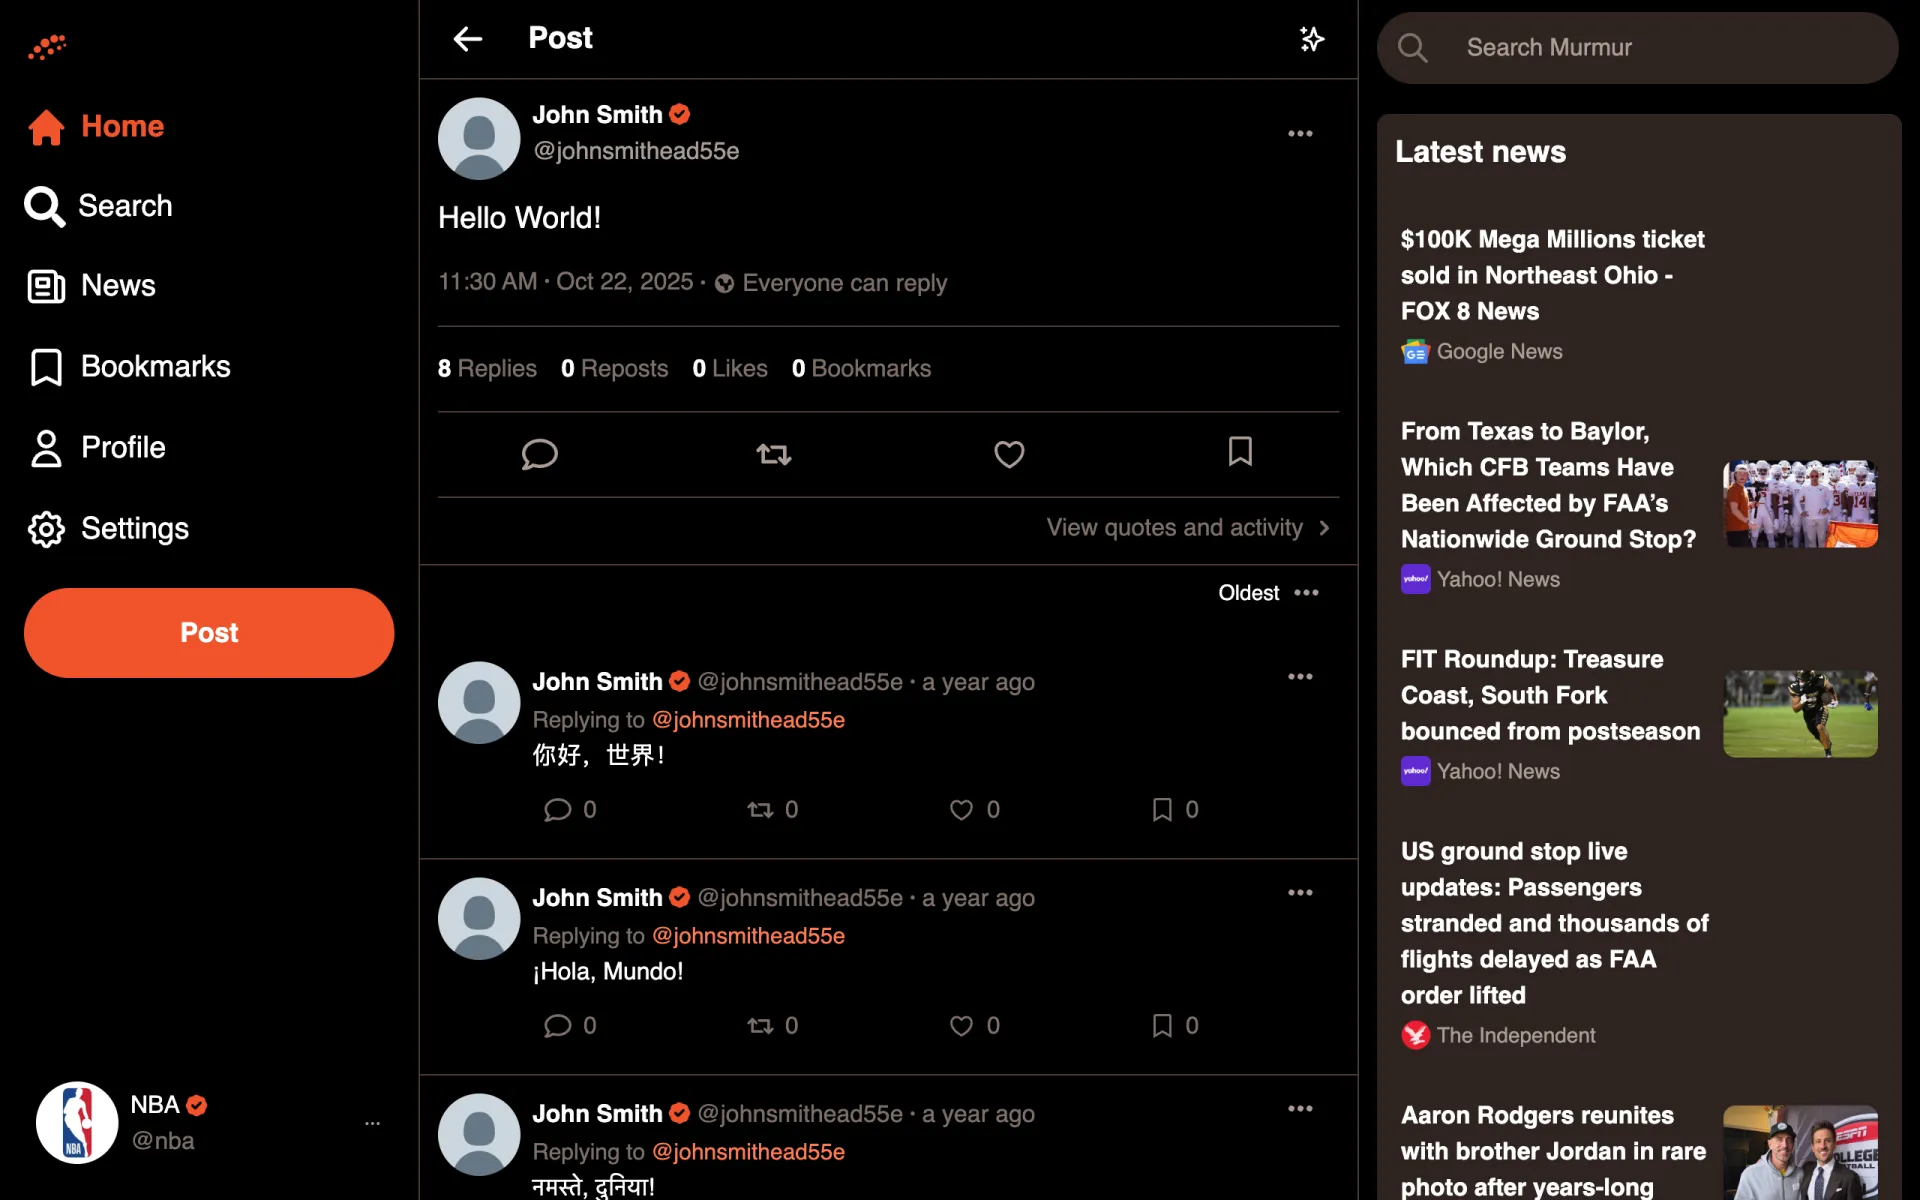 Home
Search
News
Bookmarks
Profile
Settings
Post
NBA
@nba
Post
John Smith
@johnsmithead55e
Hello World!
11:30 AM · Oct 22, 2025 · Everyone can reply
8 Replies 0 Reposts 0 Likes 0 Bookmarks
View quotes and activity
Oldest
John Smith @johnsmithead55e · a year ago
Replying to @johnsmithead55e
你好，世界！
0 0 0 0
John Smith @johnsmithead55e · a year ago
Replying to @johnsmithead55e
¡Hola, Mundo!
0 0 0 0
John Smith @johnsmithead55e · a year ago
Replying to @johnsmithead55e
नमस्ते, दुनिया!
Search Murmur
Latest news
$100K Mega Millions ticket
sold in Northeast Ohio -
FOX 8 News
Google News
From Texas to Baylor,
Which CFB Teams Have
Been Affected by FAA’s
Nationwide Ground Stop?
yahoo! Yahoo! News
FIT Roundup: Treasure
Coast, South Fork
bounced from postseason
yahoo! Yahoo! News
US ground stop live
updates: Passengers
stranded and thousands of
flights delayed as FAA
order lifted
The Independent
Aaron Rodgers reunites
with brother Jordan in rare
photo after years-long